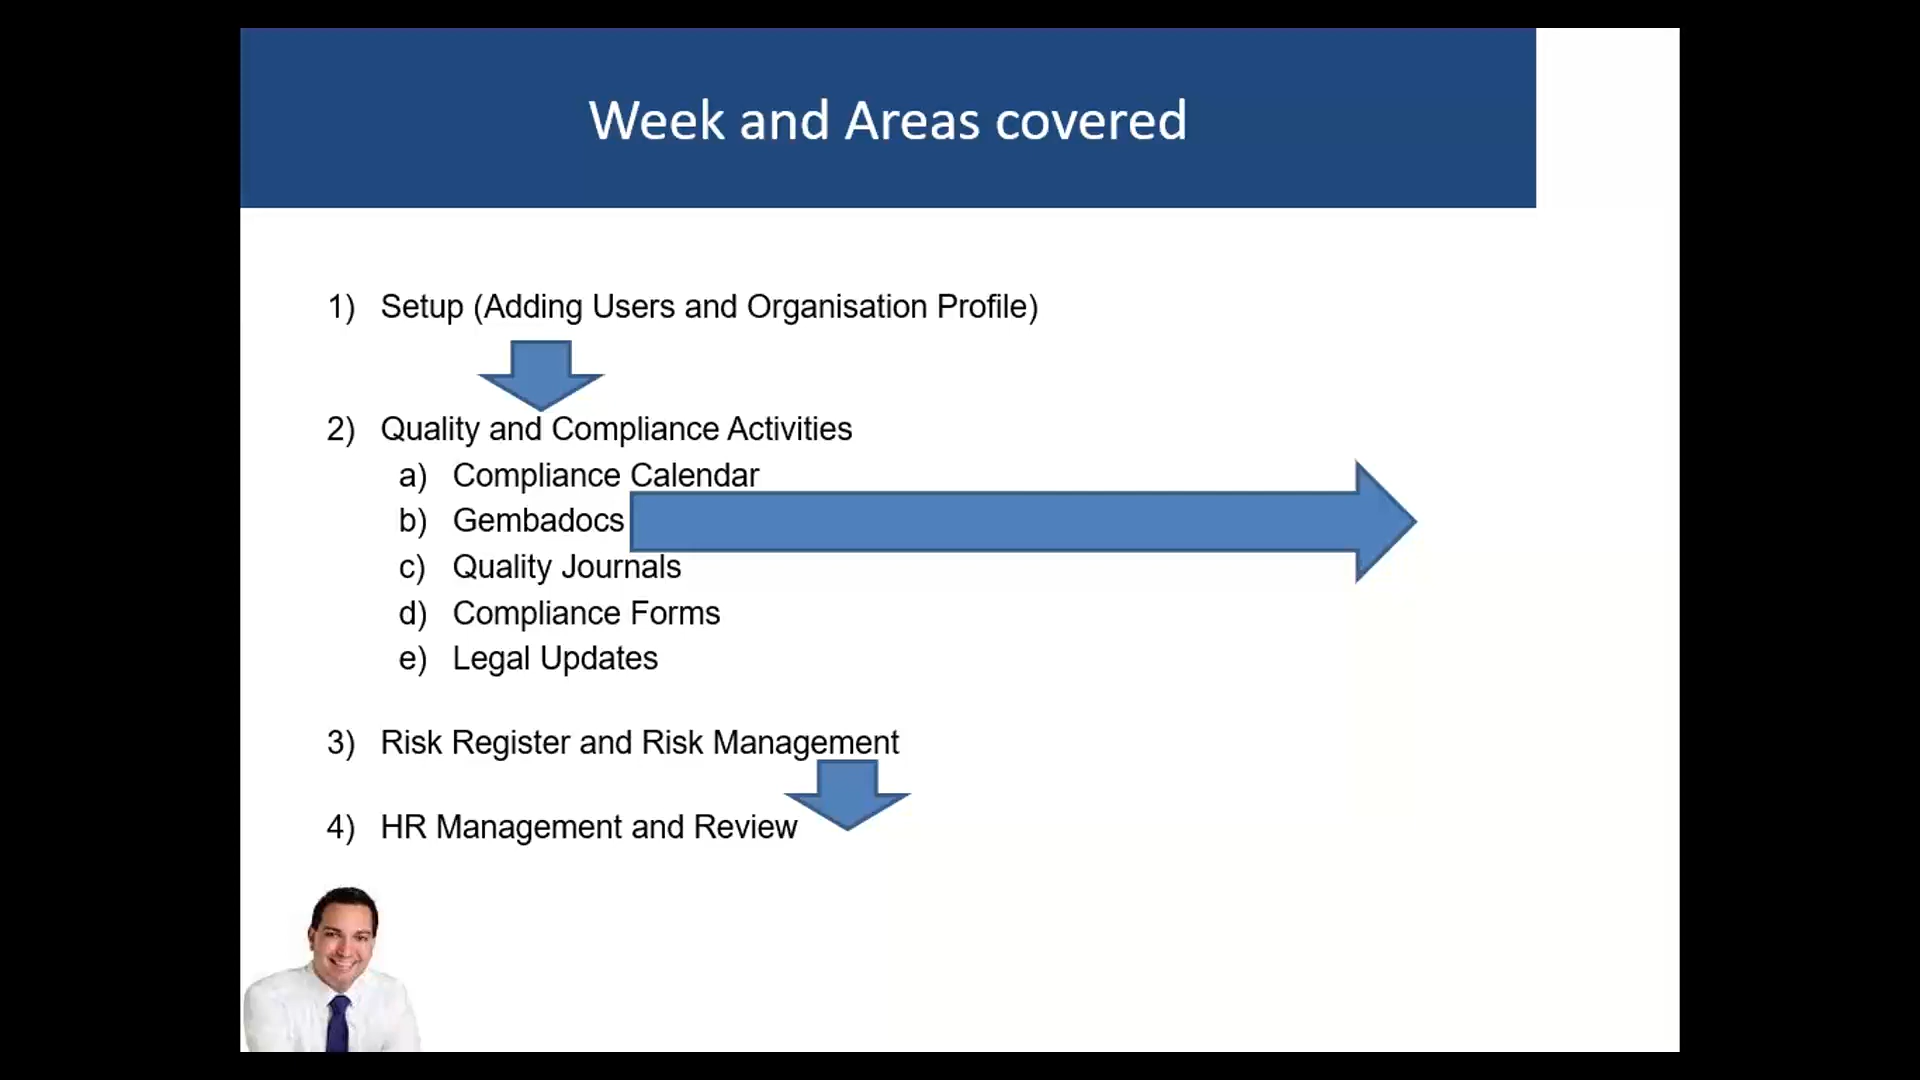 Week and Areas covered
1) Setup (Adding Users and Organisation Profile)
2) Quality and Compliance Activities
a) Compliance Calendar
b) Gembadocs
c) Quality Journals
d) Compliance Forms
e) Legal Updates
3) Risk Register and Risk Management
4) HR Management and Review